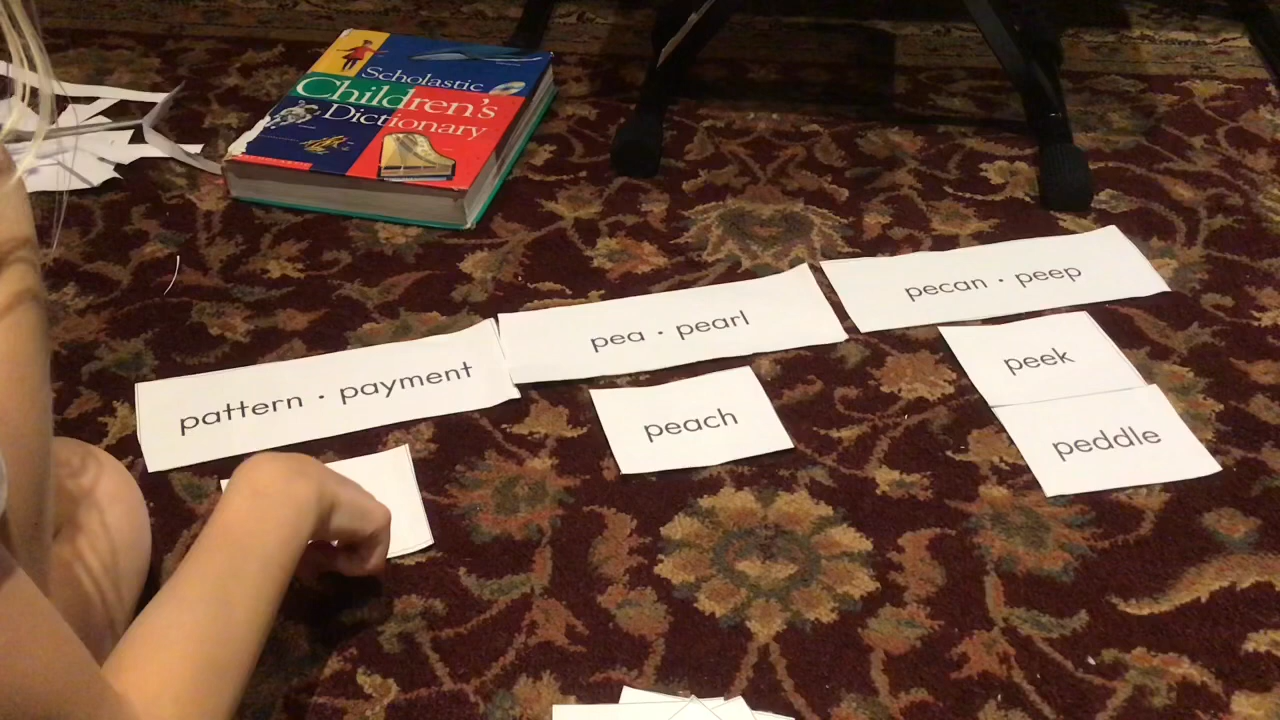 Scholastic
Children's
Dictionary
pattern · payment
pea · pearl
pecan · peep
peach
peek
peddle